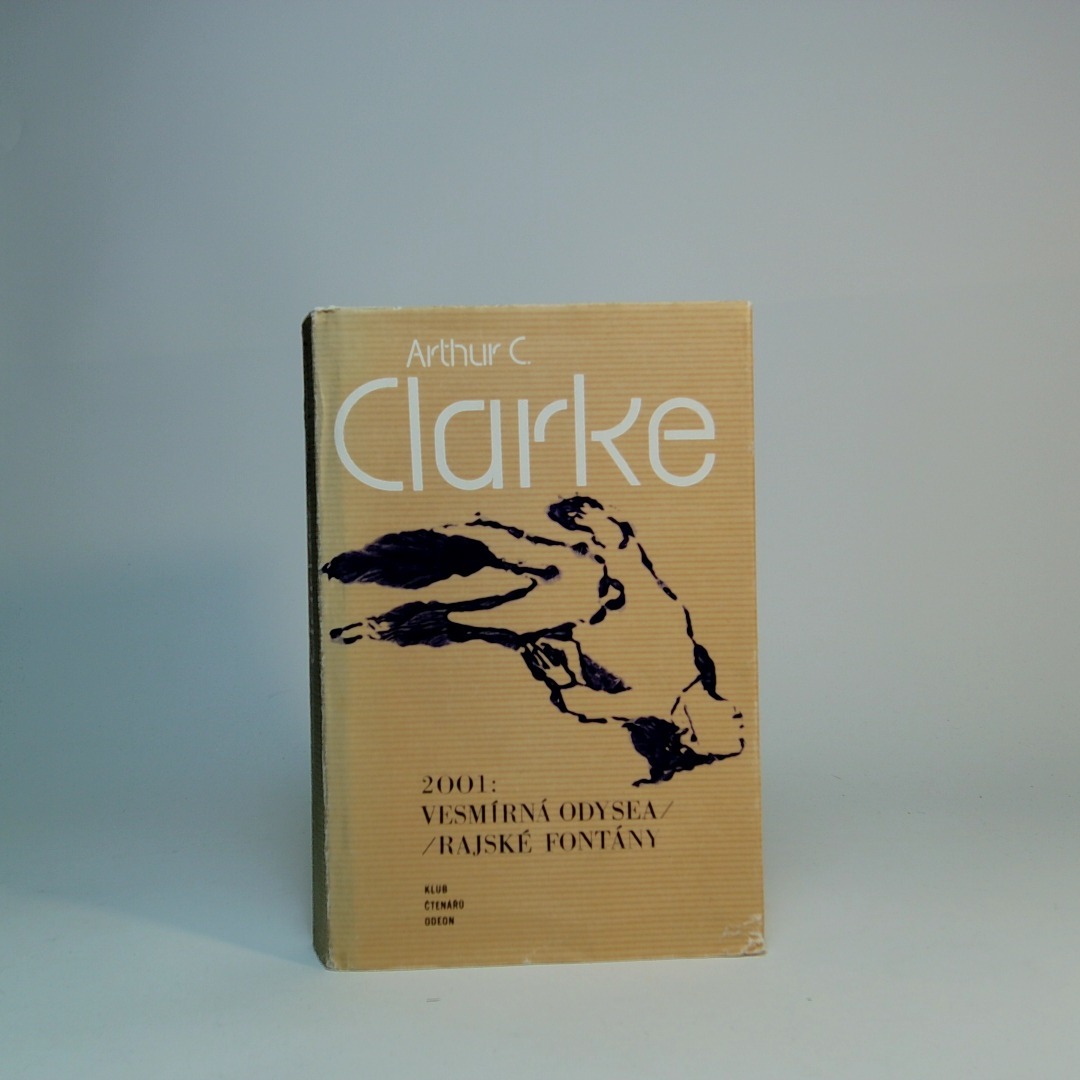 Arthur C.
Clarke
2001:
VESMÍRNÁ ODYSEA/
/RAJSKÉ FONTÁNY
KLUB
ČTENÁŘŮ
ODEON